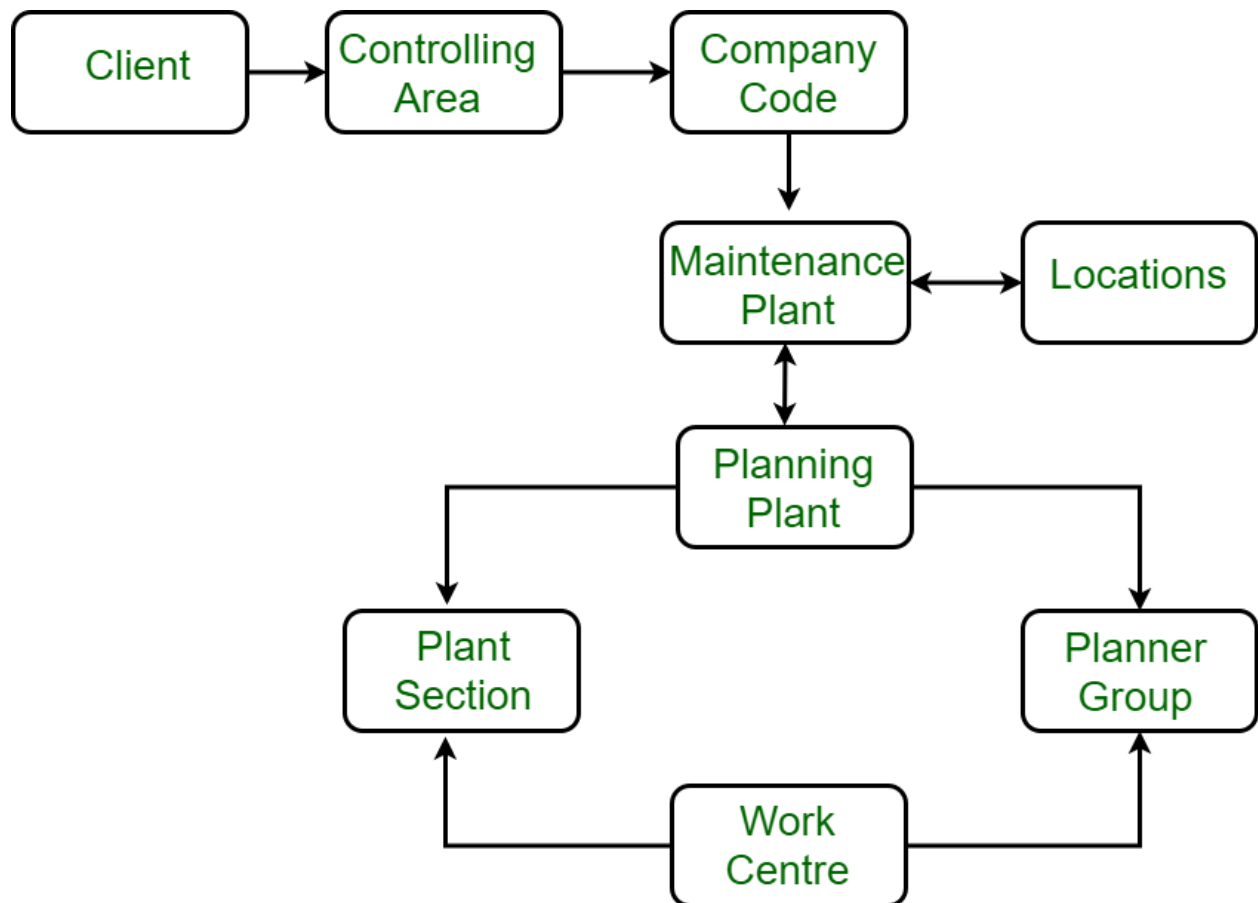 Client
Controlling
Area
Company
Code
Maintenance
Plant
Locations
Planning
Plant
Plant
Section
Planner
Group
Work
Centre